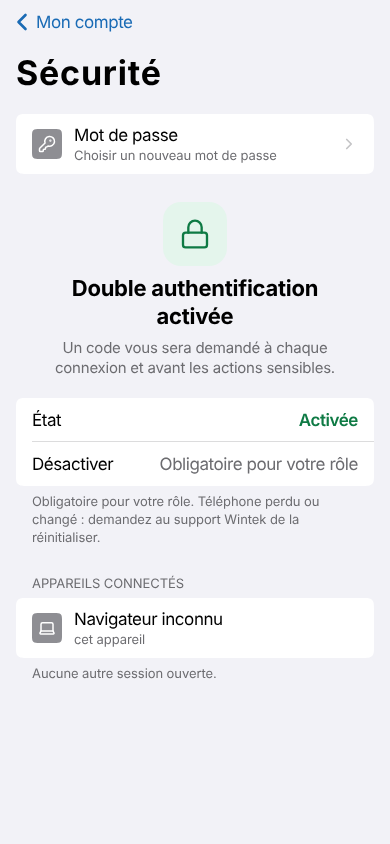 Mon compte
Sécurité
Mot de passe
Choisir un nouveau mot de passe
Double authentification
activée
Un code vous sera demandé à chaque
connexion et avant les actions sensibles.
État Activée
Désactiver Obligatoire pour votre rôle
Obligatoire pour votre rôle. Téléphone perdu ou
changé : demandez au support Wintek de la
réinitialiser.
APPAREILS CONNECTÉS
Navigateur inconnu
cet appareil
Aucune autre session ouverte.